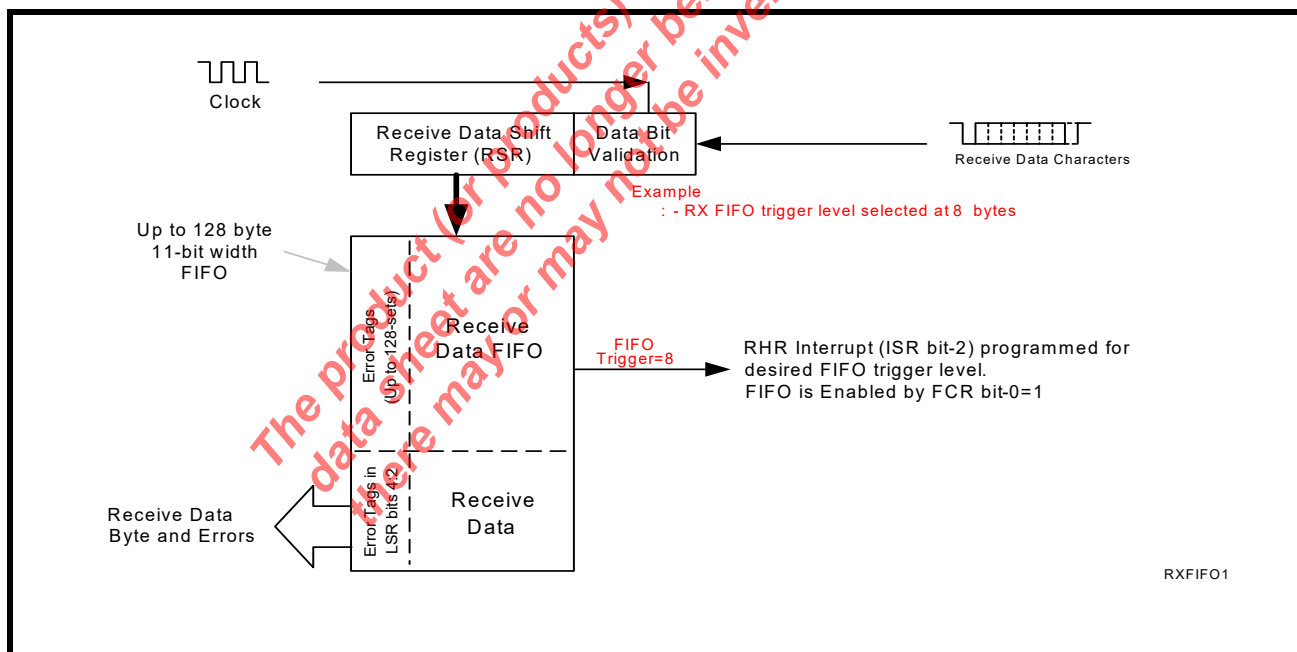 Clock
Receive Data Shift
Register (RSR)
Data Bit
Validation
Receive Data Characters
Example
: - RX FIFO trigger level selected at 8 bytes
Up to 128 byte
11-bit width
FIFO
Error Tags
(Up to 128-sets)
Receive
Data FIFO
FIFO
Trigger=8
RHR Interrupt (ISR bit-2) programmed for
desired FIFO trigger level.
FIFO is Enabled by FCR bit-0=1
Error Tags in
LSR bits 4:2
Receive
Data
Receive Data
Byte and Errors
RXFIFO1
The product (or products)
data sheet are no longer be
there may or may not be inve